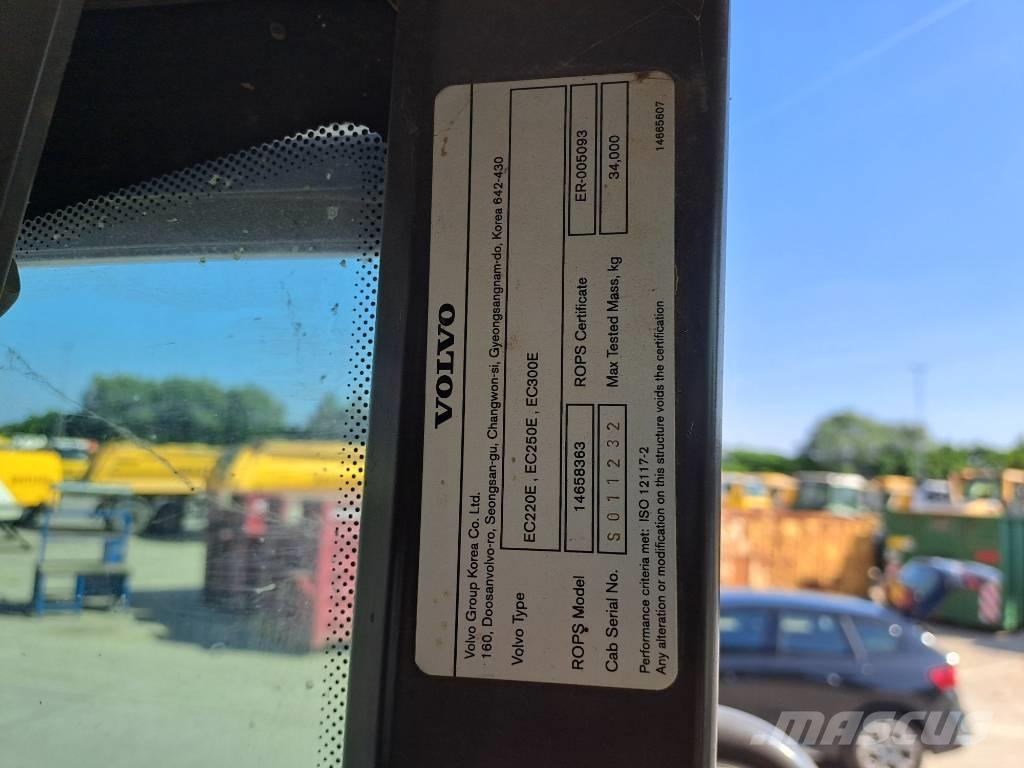 VOLVO
Volvo Group Korea Co. Ltd.
160, Doosanvolvo-ro, Seongsan-gu, Changwon-si, Gyeongsangnam-do, Korea 642-430
Volvo Type EC220E , EC250E , EC300E
ROPS Model 14658363 ROPS Certificate ER-005093
Cab Serial No. S011232 Max Tested Mass, kg 34,000
Performance criteria met: ISO 12117-2
Any alteration or modification on this structure voids the certification
14665607
MASCUS